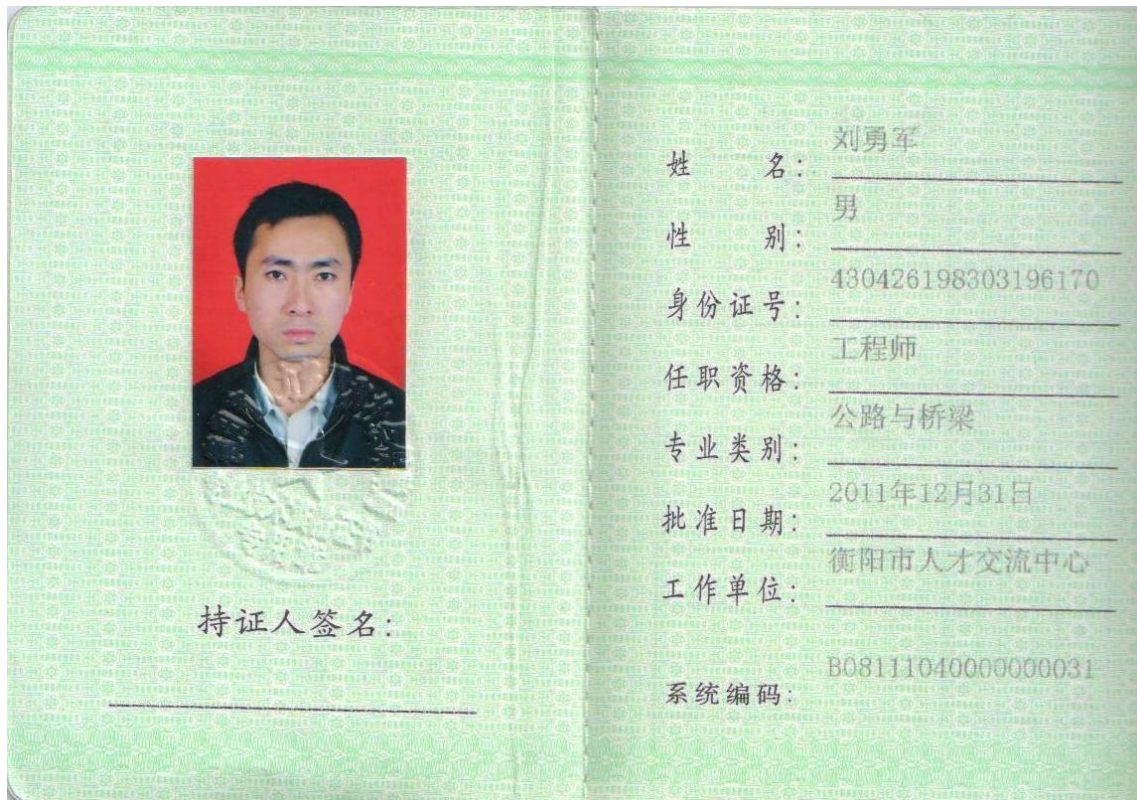 持证人签名：
姓 名：刘勇军
性 别：男
身份证号：430426198303196170
任职资格：工程师
专业类别：公路与桥梁
批准日期：2011年12月31日
工作单位：衡阳市人才交流中心
系统编码：B08111040000000031